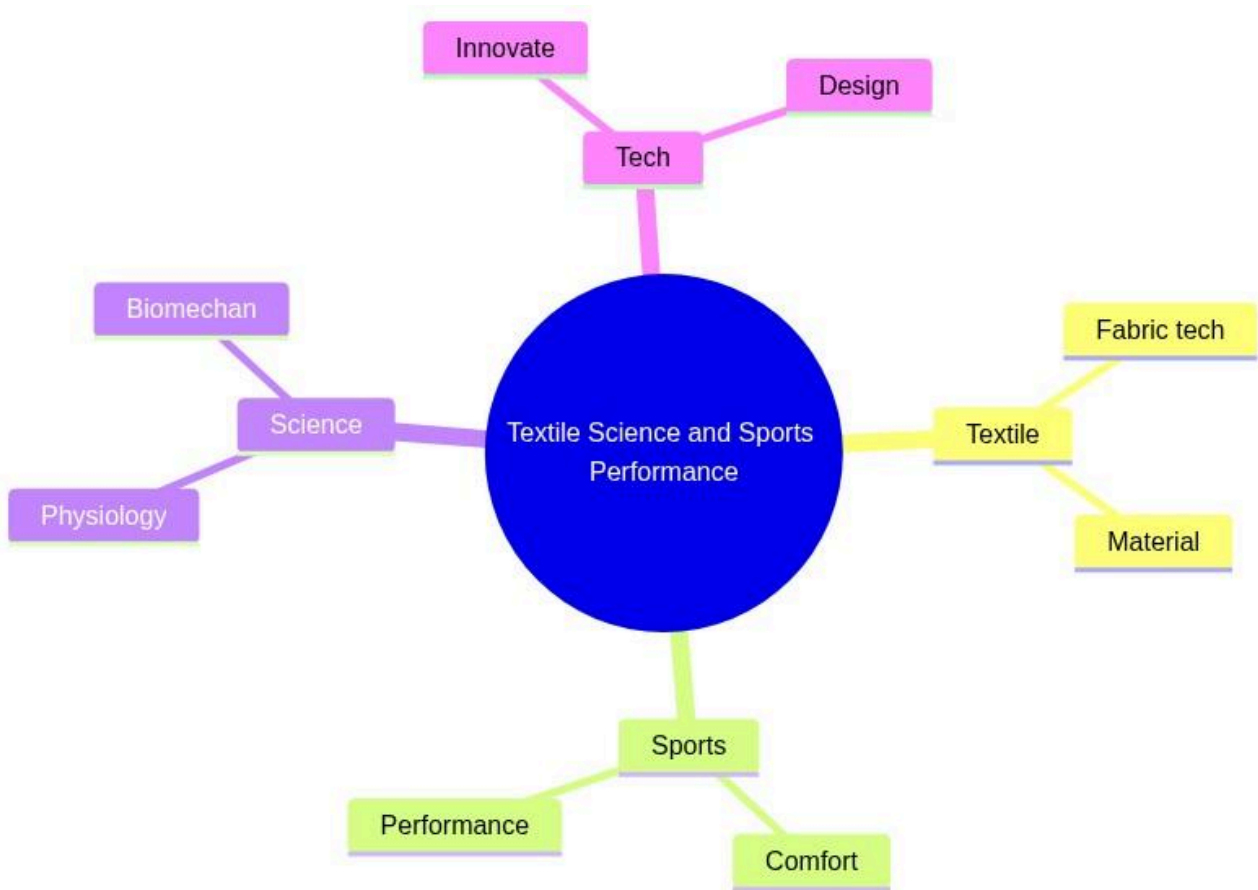 Innovate
Design
Tech
Biomechan
Fabric tech
Science
Textile Science and Sports
Performance
Textile
Physiology
Material
Sports
Performance
Comfort